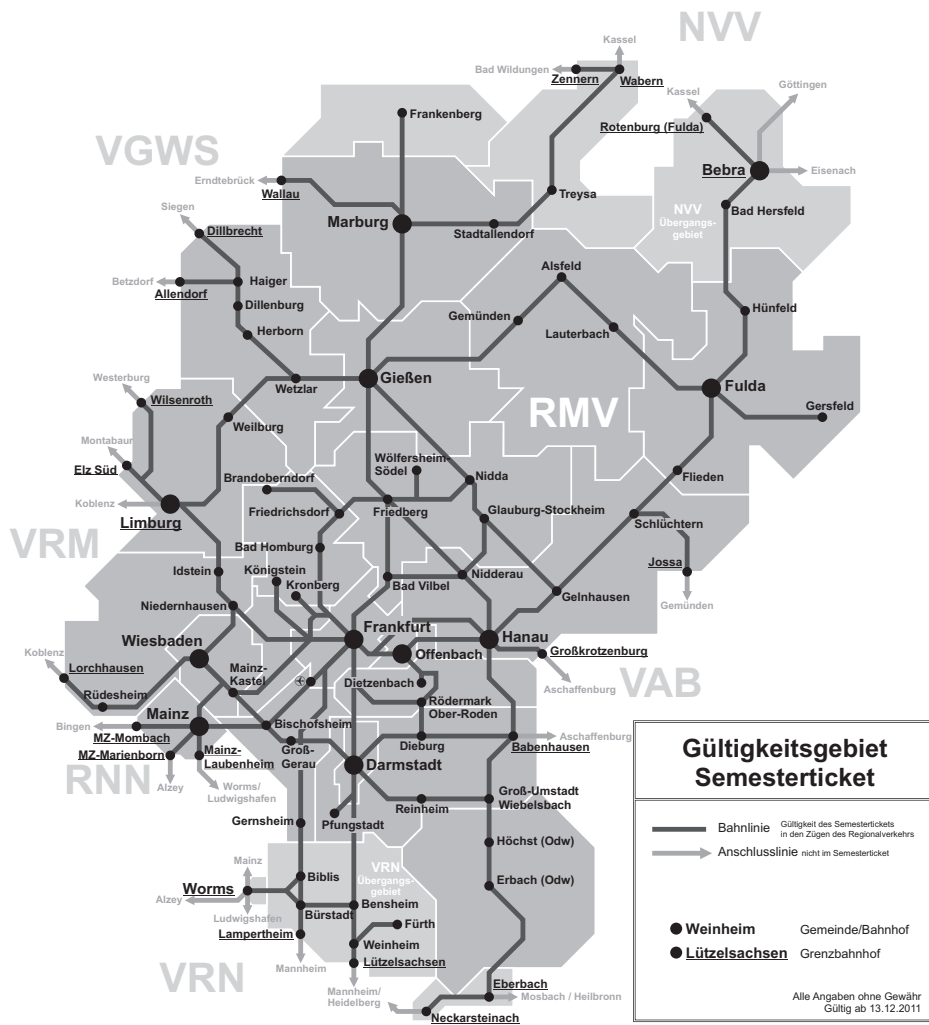 NVV
Kassel
Bad Wildungen
Zennern
Wabern
Göttingen
Kassel
Frankenberg
Rotenburg (Fulda)
VGWS
Bebra
Eisenach
Erndtebrück
Wallau
Treysa
NVV
Übergangs-
gebiet
Bad Hersfeld
Siegen
Marburg
Stadtallendorf
Dillbrecht
Alsfeld
Betzdorf
Haiger
Allendorf
Dillenburg
Hünfeld
Gemünden
Lauterbach
Herborn
Westerburg
Wetzlar
Gießen
Fulda
Wilsenroth
RMV
Gersfeld
Weilburg
Montabaur
Wölfersheim-
Södel
Elz Süd
Brandoberndorf
Nidda
Flieden
Koblenz
Limburg
Friedrichsdorf
Friedberg
Glauburg-Stockheim
Schlüchtern
VRM
Bad Homburg
Jossa
Idstein
Königstein
Kronberg
Bad Vilbel
Nidderau
Gelnhausen
Gemünden
Niedernhausen
Frankfurt
Hanau
Wiesbaden
Offenbach
Großkrotzenburg
Koblenz
Lorchhausen
Mainz-
Kastel
Dietzenbach
VAB
Aschaffenburg
Rüdesheim
Rödermark
Ober-Roden
Mainz
Bischofsheim
Bingen
MZ-Mombach
Aschaffenburg
MZ-Marienborn
Mainz-
Laubenheim
Groß-
Gerau
Dieburg
Babenhausen
Darmstadt
RNN
Alzey
Worms/
Ludwigshafen
Groß-Umstadt
Wiebelsbach
Reinheim
Gernsheim
Pfungstadt
Höchst (Odw)
Mainz
VRN
Übergangs-
gebiet
Biblis
Erbach (Odw)
Worms
Alzey
Ludwigshafen
Bürstadt
Bensheim
Fürth
Lampertheim
Weinheim
Lützelsachsen
Mannheim
VRN
Mannheim/
Heidelberg
Eberbach
Mosbach / Heilbronn
Neckarsteinach
Gültigkeitsgebiet
Semesterticket
Bahnlinie
Gültigkeit des Semestertickets
in den Zügen des Regionalverkehrs
Anschlusslinie nicht im Semesterticket
Weinheim Gemeinde/Bahnhof
Lützelsachsen Grenzbahnhof
Alle Angaben ohne Gewähr
Gültig ab 13.12.2011